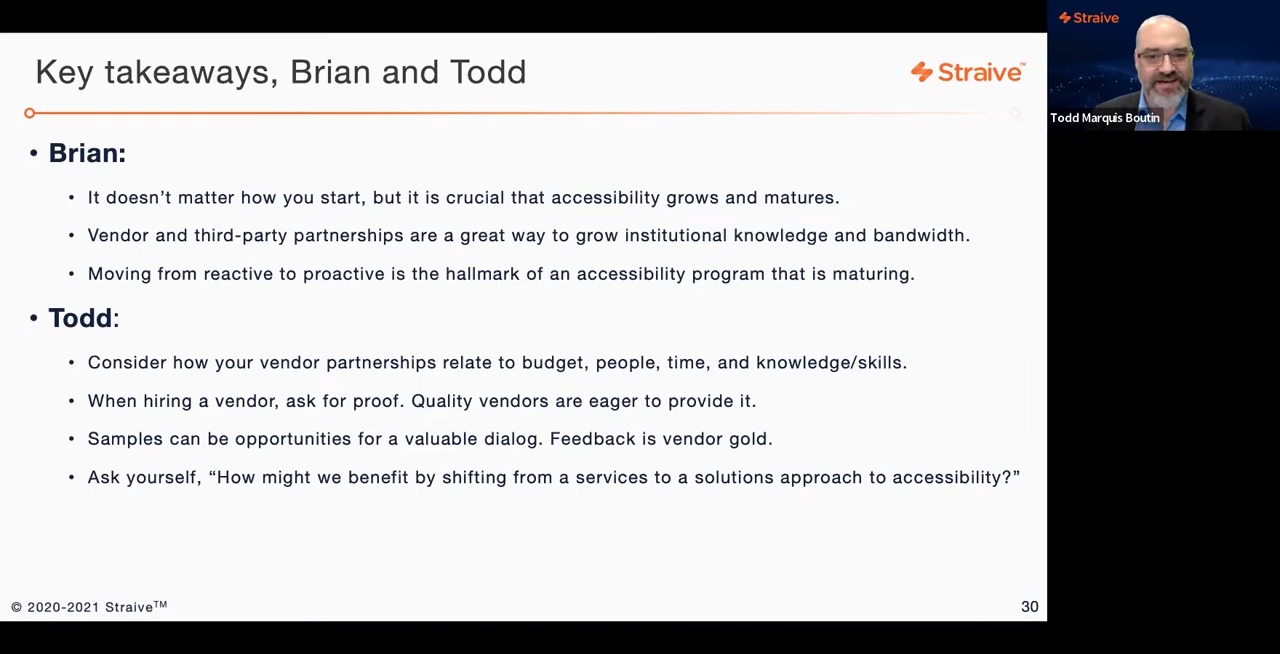 Key takeaways, Brian and Todd
Straive™
• Brian:
• It doesn’t matter how you start, but it is crucial that accessibility grows and matures.
• Vendor and third-party partnerships are a great way to grow institutional knowledge and bandwidth.
• Moving from reactive to proactive is the hallmark of an accessibility program that is maturing.
• Todd:
• Consider how your vendor partnerships relate to budget, people, time, and knowledge/skills.
• When hiring a vendor, ask for proof. Quality vendors are eager to provide it.
• Samples can be opportunities for a valuable dialog. Feedback is vendor gold.
• Ask yourself, “How might we benefit by shifting from a services to a solutions approach to accessibility?”
© 2020-2021 Straive™
30
Straive
Todd Marquis Boutin